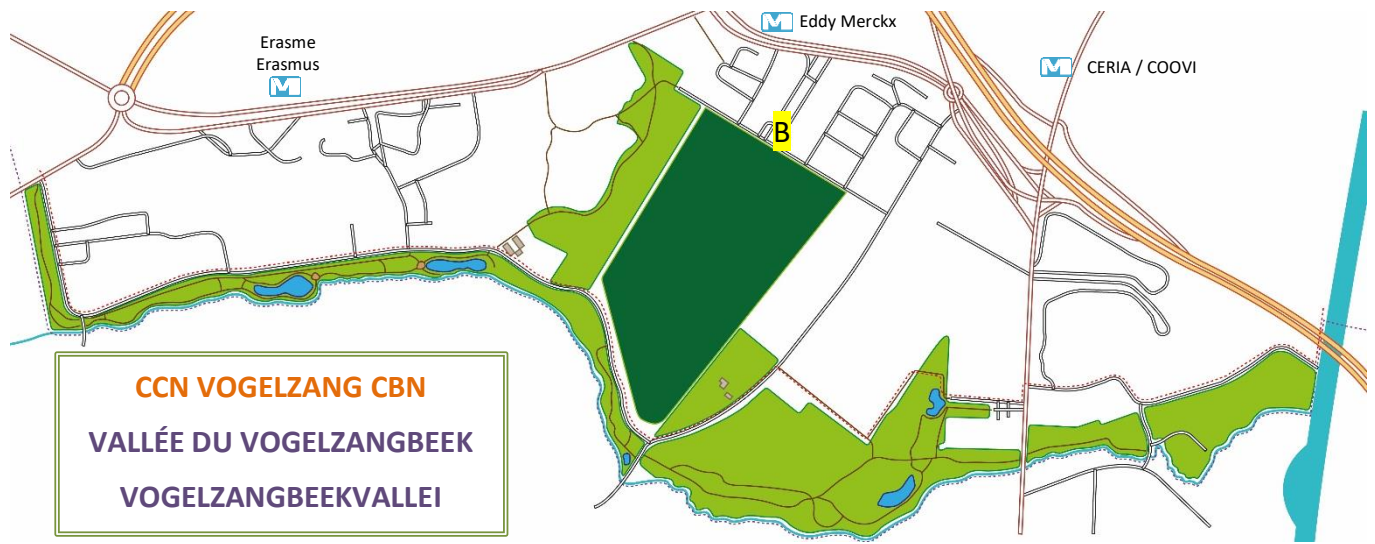 M Eddy Merckx
Erasme
Erasmus
M
M CERIA / COOVI
B
CCN VOGELZANG CBN
VALLÉE DU VOGELZANGBEEK
VOGELZANGBEEKVALLEI